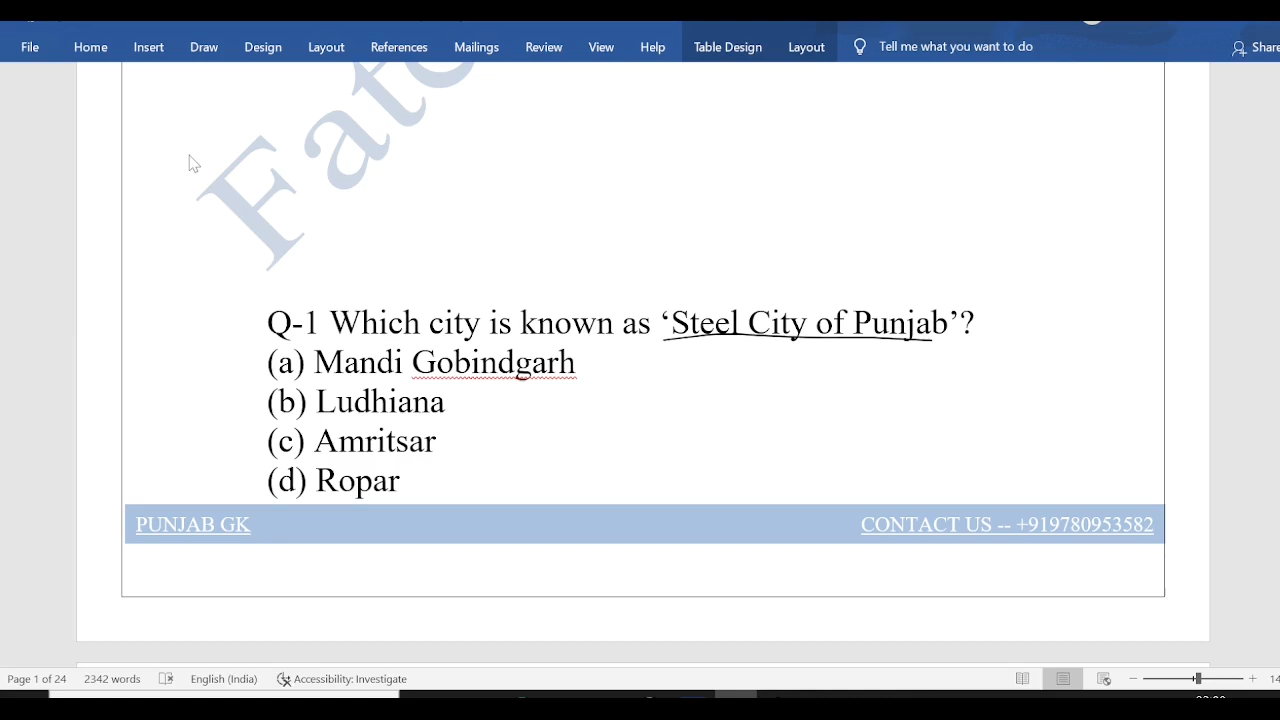 File Home Insert Draw Design Layout References Mailings Review View Help Table Design Layout Tell me what you want to do Share
Q-1 Which city is known as ‘Steel City of Punjab’?
(a) Mandi Gobindgarh
(b) Ludhiana
(c) Amritsar
(d) Ropar
PUNJAB GK CONTACT US -- +919780953582
Page 1 of 24 2342 words English (India) Accessibility: Investigate